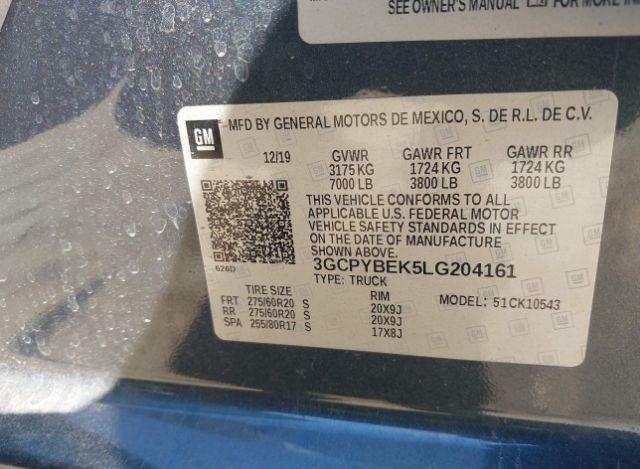 SEE OWNER'S MANUAL FOR MORE
GM MFD BY GENERAL MOTORS DE MEXICO, S. DE R.L. DE C.V.
12/19 GVWR GAWR FRT GAWR RR
3175 KG 1724 KG 1724 KG
7000 LB 3800 LB 3800 LB
THIS VEHICLE CONFORMS TO ALL
APPLICABLE U.S. FEDERAL MOTOR
VEHICLE SAFETY STANDARDS IN EFFECT
ON THE DATE OF MANUFACTURE
SHOWN ABOVE.
626D 3GCPYBEK5LG204161
TYPE: TRUCK
TIRE SIZE RIM MODEL: 51CK10543
FRT 275/60R20 S 20X9J
RR 275/60R20 S 20X9J
SPA 255/80R17 S 17X8J